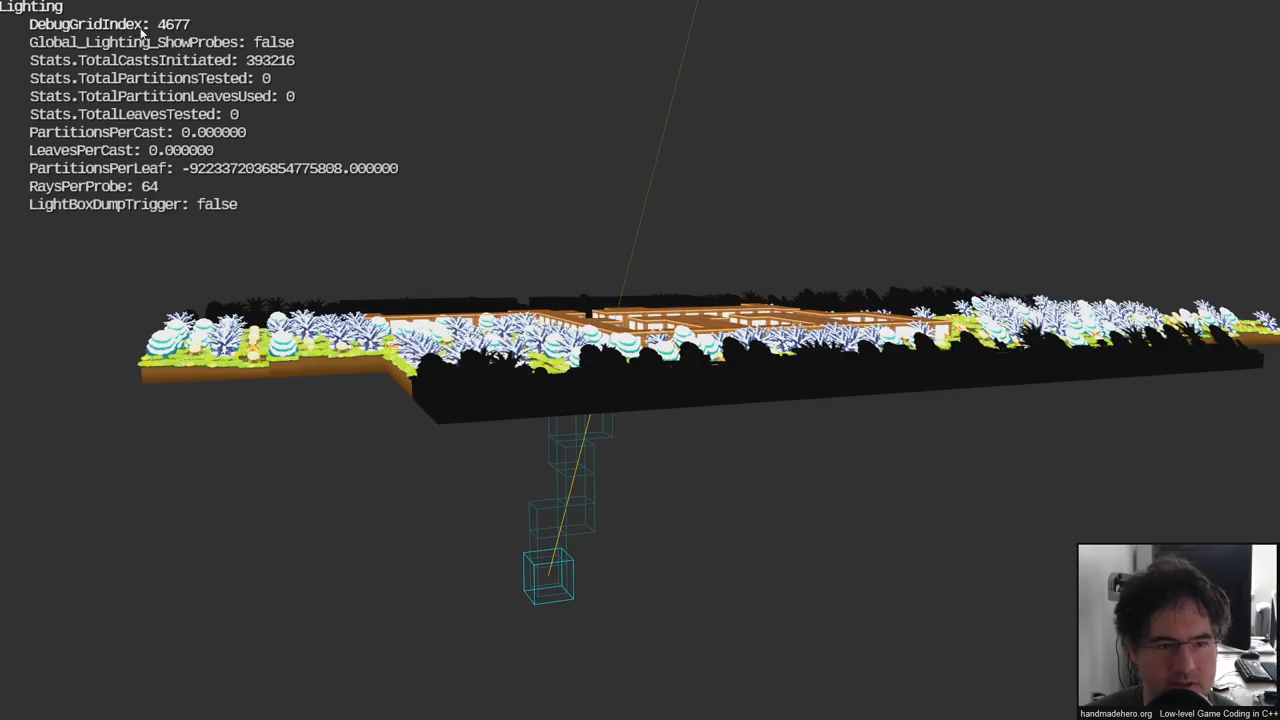 Lighting
DebugGridIndex: 4677
Global_Lighting_ShowProbes: false
Stats.TotalCastsInitiated: 393216
Stats.TotalPartitionsTested: 0
Stats.TotalPartitionLeavesUsed: 0
Stats.TotalLeavesTested: 0
PartitionsPerCast: 0.000000
LeavesPerCast: 0.000000
PartitionsPerLeaf: -9223372036854775808.000000
RaysPerProbe: 64
LightBoxDumpTrigger: false
handmadehero.org Low-level Game Coding in C++